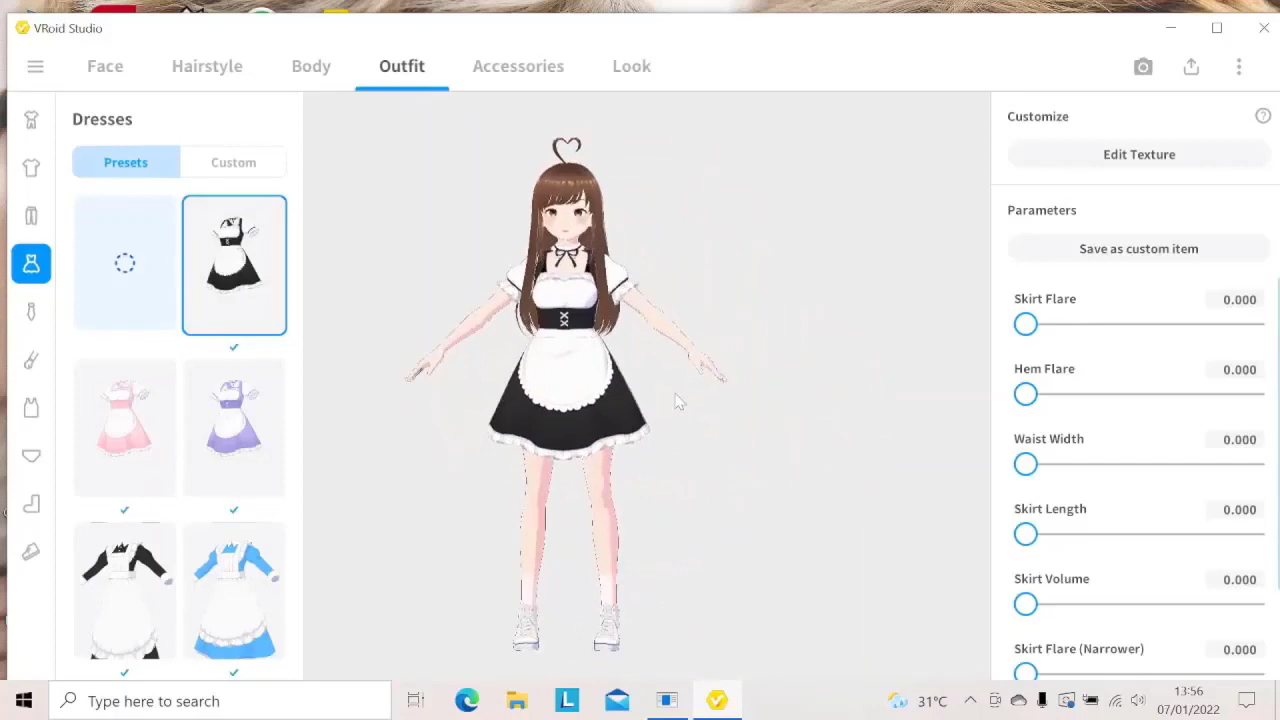 VRoid Studio
Face Hairstyle Body Outfit Accessories Look
Dresses
Presets Custom
Customize
Edit Texture
Parameters
Save as custom item
Skirt Flare 0.000
Hem Flare 0.000
Waist Width 0.000
Skirt Length 0.000
Skirt Volume 0.000
Skirt Flare (Narrower) 0.000
Type here to search
L
31°C
13:56
07/01/2022